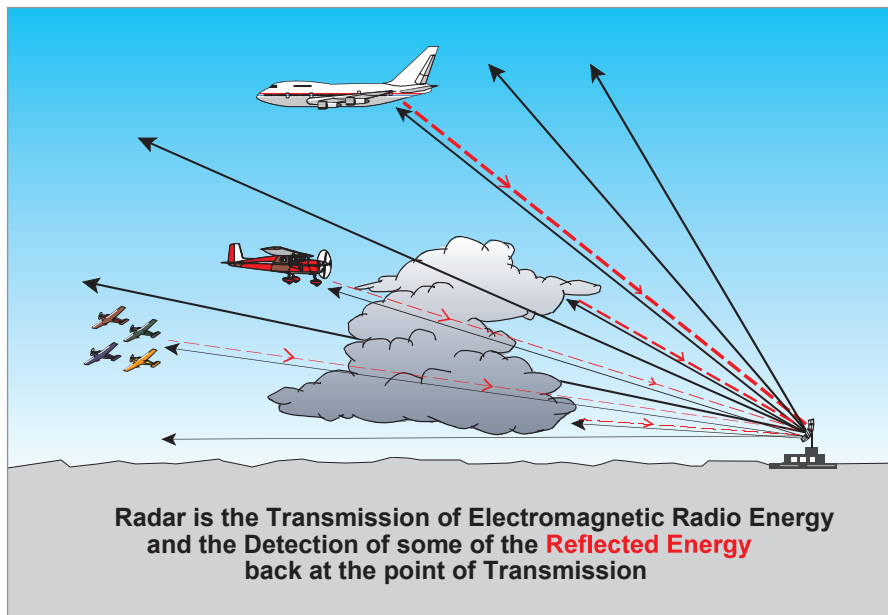 Radar is the Transmission of Electromagnetic Radio Energy
and the Detection of some of the Reflected Energy
back at the point of Transmission